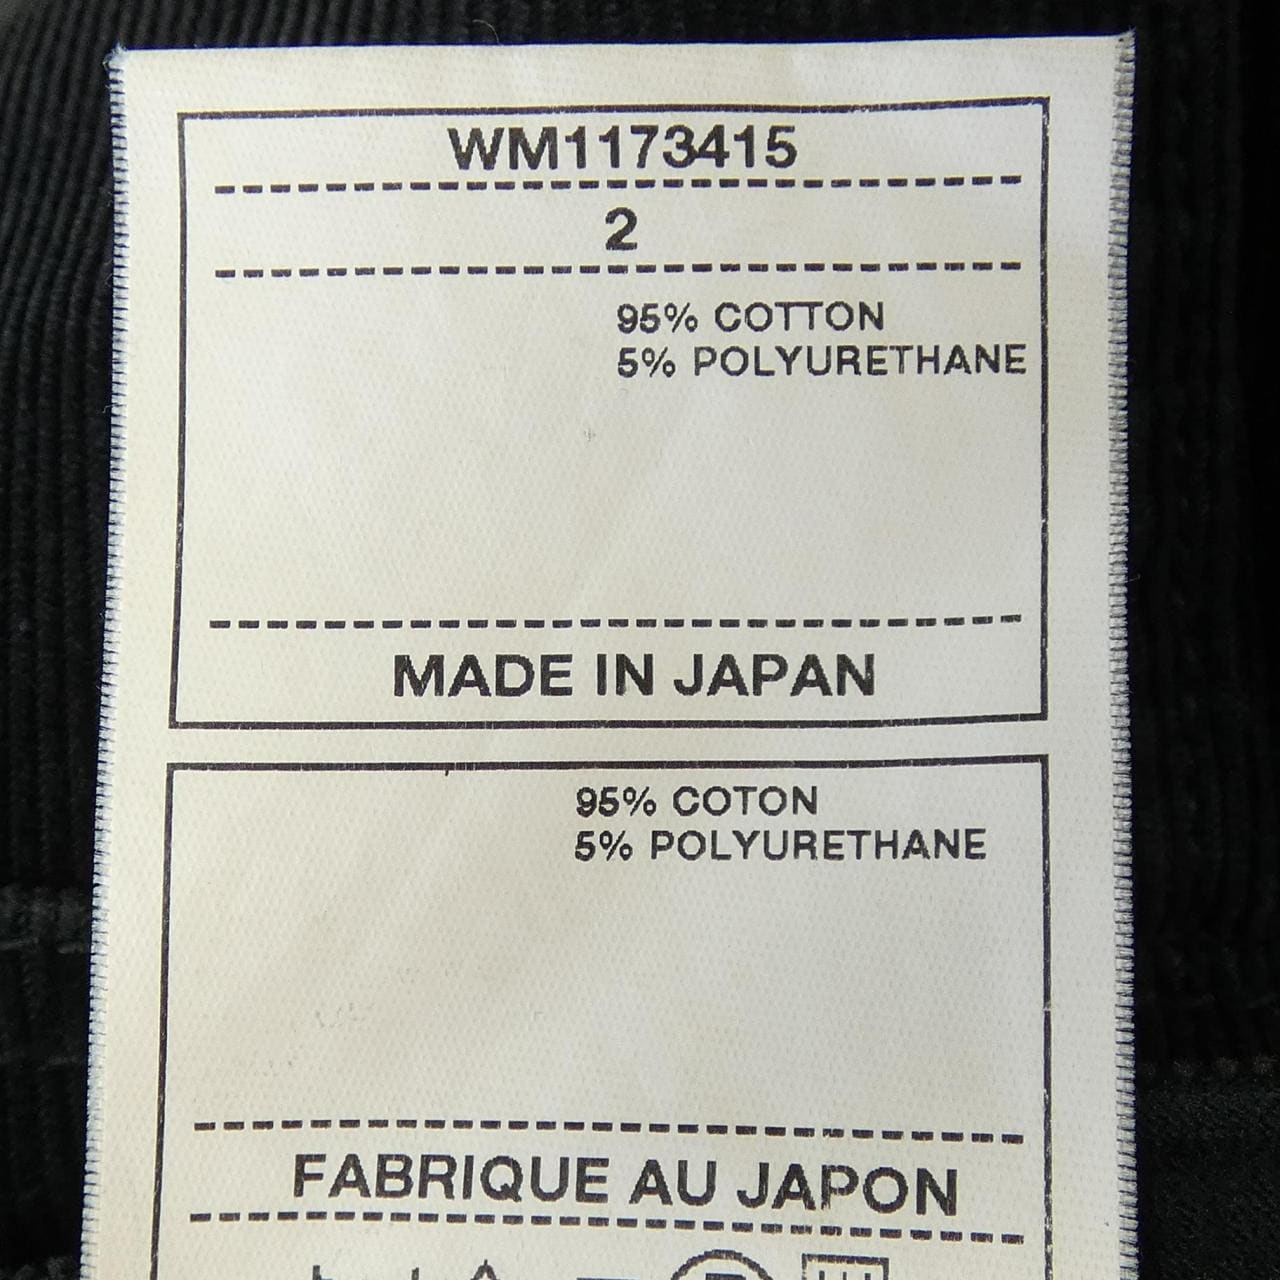 WM1173415
2
95% COTTON
5% POLYURETHANE
MADE IN JAPAN
95% COTON
5% POLYURETHANE
FABRIQUE AU JAPON